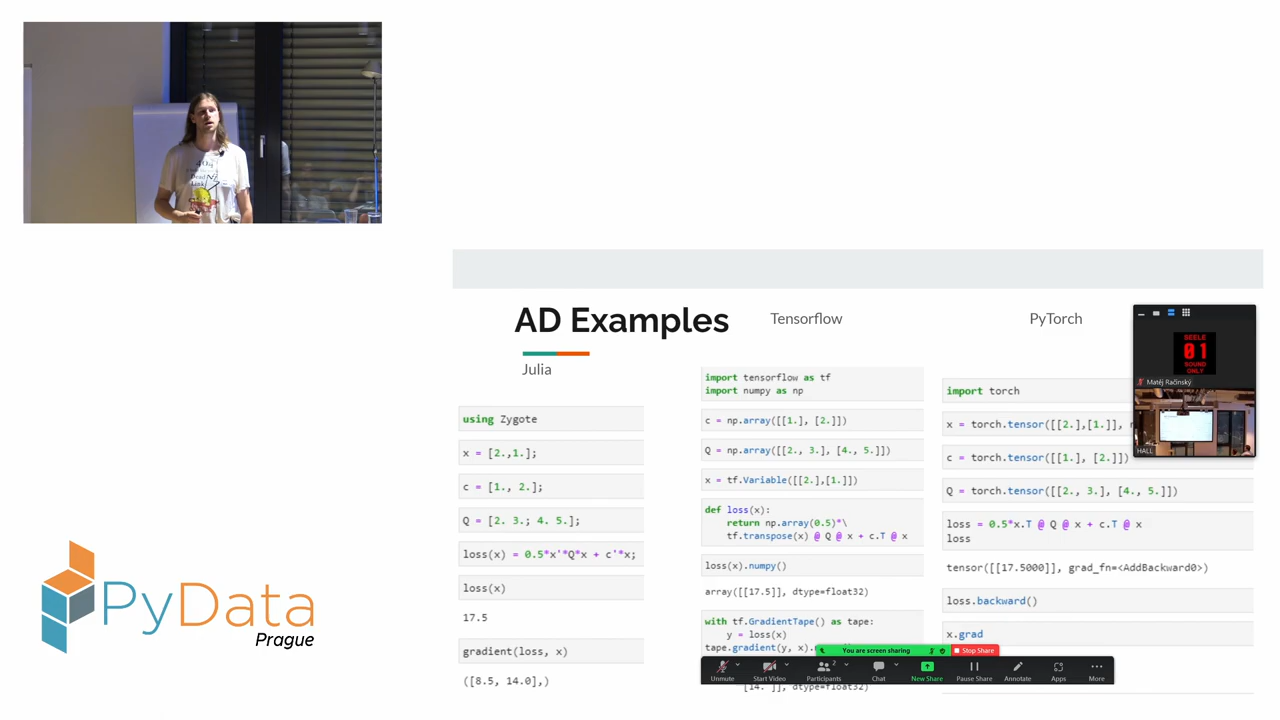 AD Examples
Julia
using Zygote
x = [2.,1.];
c = [1., 2.];
Q = [2. 3.; 4. 5.];
loss(x) = 0.5*x'*Q*x + c'*x;
loss(x)
17.5
gradient(loss, x)
([8.5, 14.0],)
Tensorflow
import tensorflow as tf
import numpy as np
c = np.array([[1.], [2.]])
Q = np.array([[2., 3.], [4., 5.]])
x = tf.Variable([[2.],[1.]])
def loss(x):
return np.array(0.5)*\
tf.transpose(x) @ Q @ x + c.T @ x
loss(x).numpy()
array([[17.5]], dtype=float32)
with tf.GradientTape() as tape:
y = loss(x)
tape.gradient(y, x).
[14. ]], dtype=float32)
PyTorch
import torch
x = torch.tensor([[2.],[1.]],
c = torch.tensor([[1.], [2.]])
Q = torch.tensor([[2., 3.], [4., 5.]])
loss = 0.5*x.T @ Q @ x + c.T @ x
loss
tensor([[17.5000]], grad_fn=<AddBackward0>)
loss.backward()
x.grad
SEELE
01
SOUND
ONLY
Matěj Račinský
HALL
You are screen sharing
Stop Share
Unmute
Start Video
Participants
2
Chat
New Share
Pause Share
Annotate
Apps
More
PyData
Prague